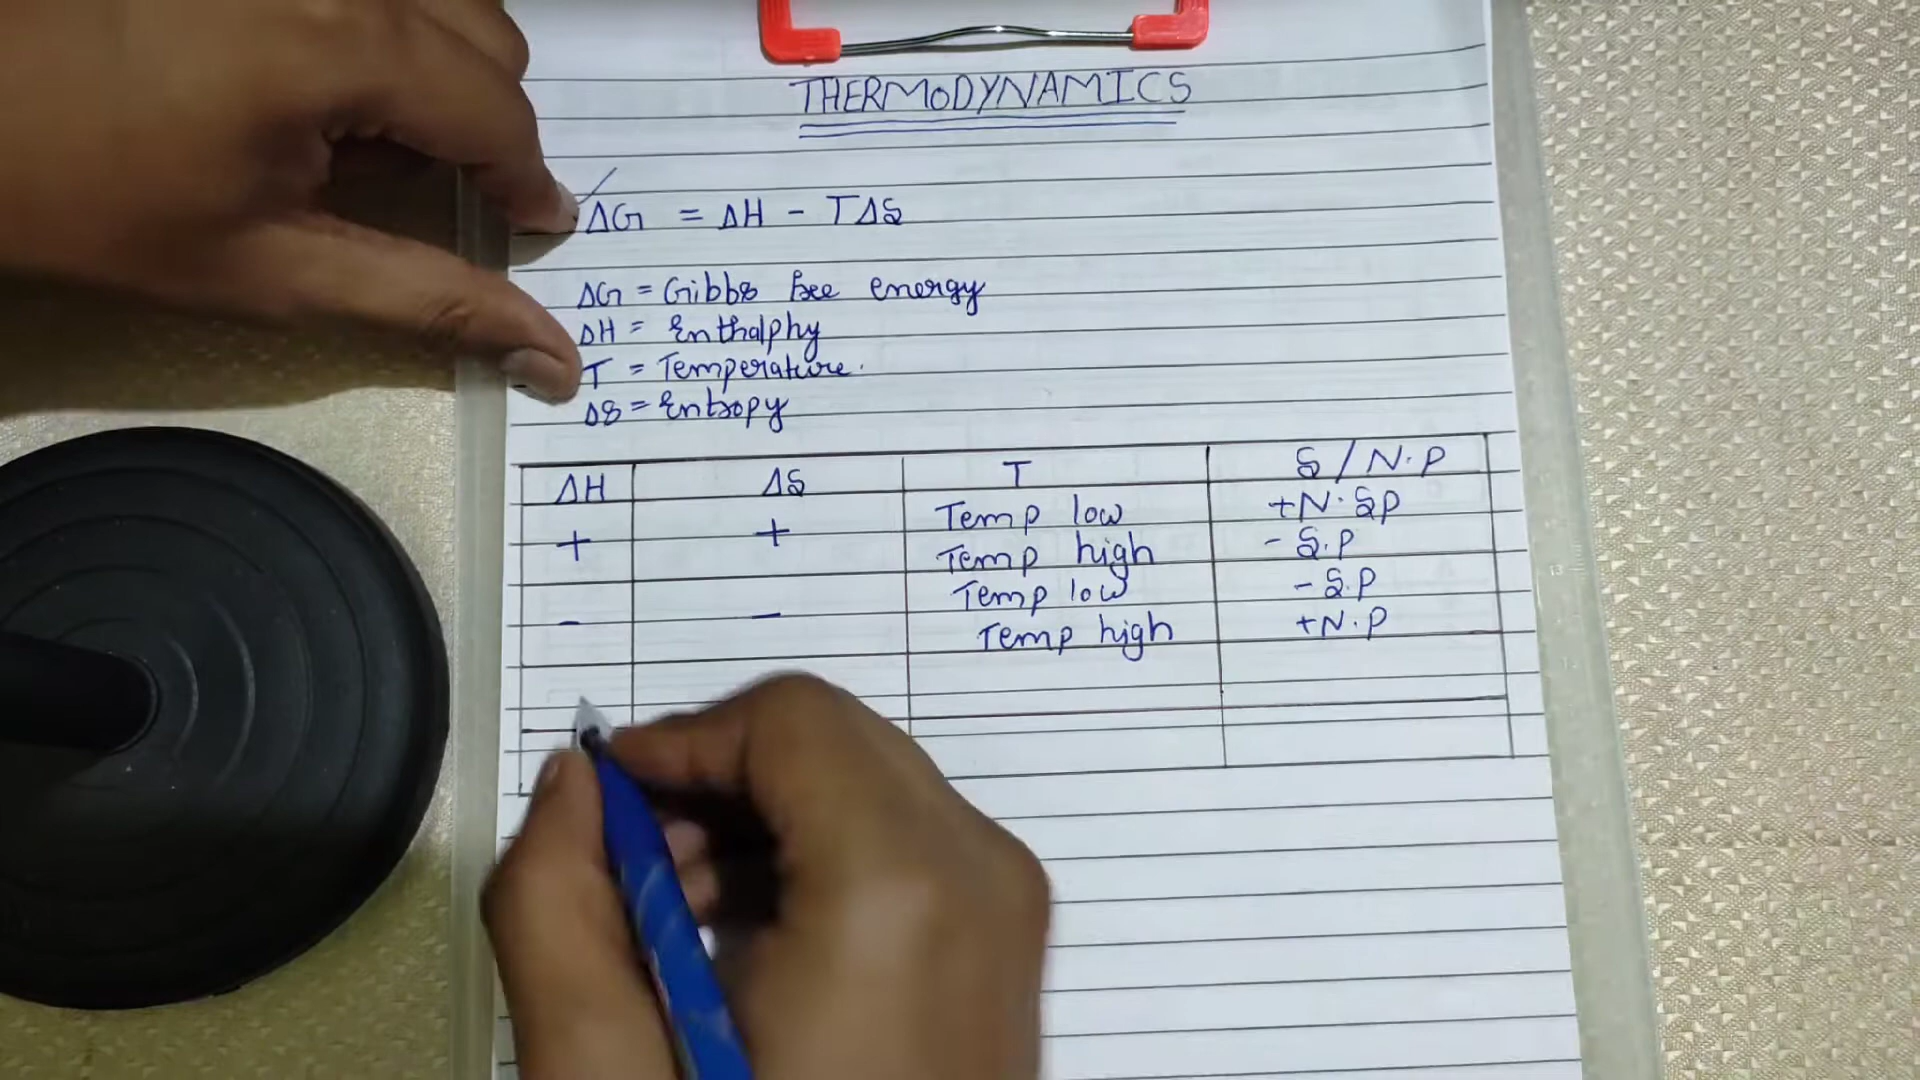 THERMODYNAMICS
ΔG = ΔH - TΔS
ΔG = Gibbs free energy
ΔH = Enthalphy
T = Temperature.
ΔS = Entropy
ΔH ΔS T S / N.P
+ + Temp low +N.SP
Temp high - S.P
- - Temp low - S.P
Temp high +N.P